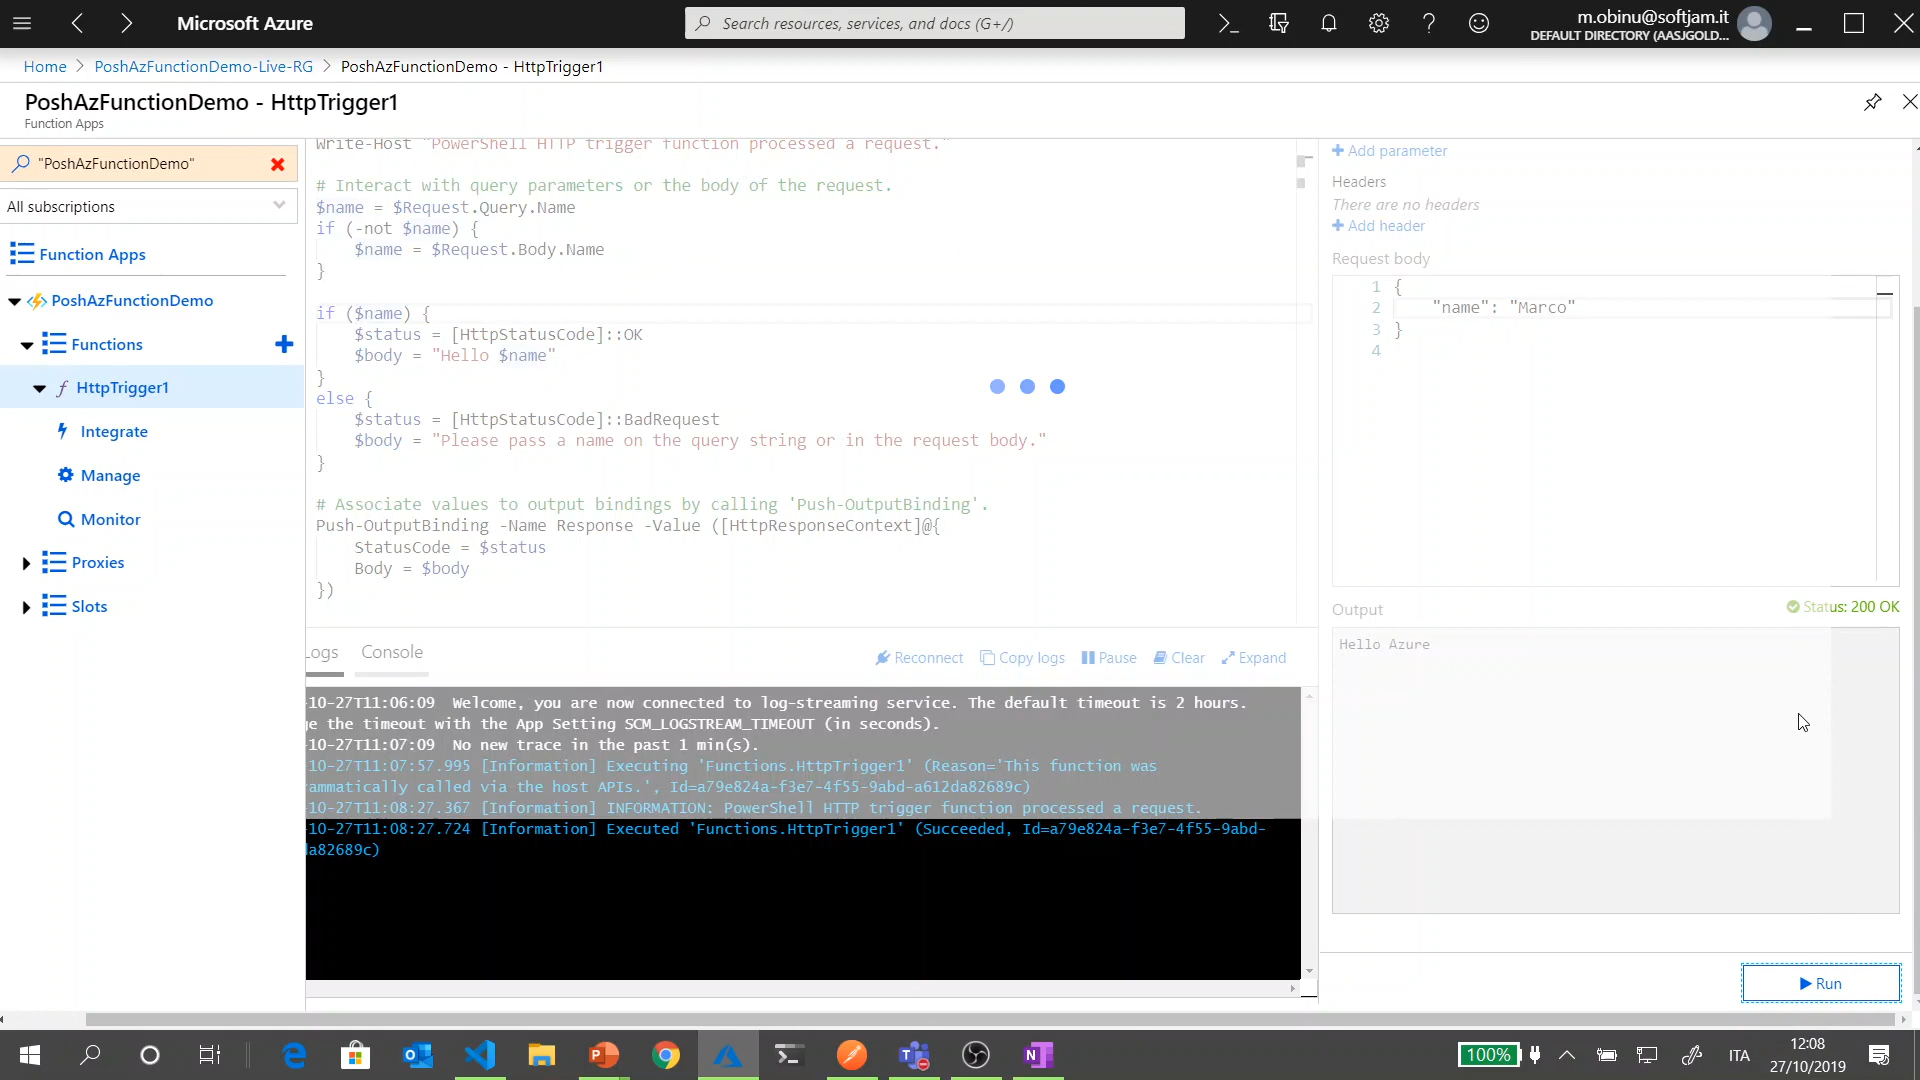 Microsoft Azure
Search resources, services, and docs (G+/)
m.obinu@softjam.it
DEFAULT DIRECTORY (AASJGOLD...
Home > PoshAzFunctionDemo-Live-RG > PoshAzFunctionDemo - HttpTrigger1
PoshAzFunctionDemo - HttpTrigger1
Function Apps
"PoshAzFunctionDemo"
All subscriptions
Function Apps
PoshAzFunctionDemo
Functions
HttpTrigger1
Integrate
Manage
Monitor
Proxies
Slots
Write-Host "PowerShell HTTP trigger function processed a request."
# Interact with query parameters or the body of the request.
$name = $Request.Query.Name
if (-not $name) {
    $name = $Request.Body.Name
}
if ($name) {
    $status = [HttpStatusCode]::OK
    $body = "Hello $name"
}
else {
    $status = [HttpStatusCode]::BadRequest
    $body = "Please pass a name on the query string or in the request body."
}
# Associate values to output bindings by calling 'Push-OutputBinding'.
Push-OutputBinding -Name Response -Value ([HttpResponseContext]@{
    StatusCode = $status
    Body = $body
})
Logs Console Reconnect Copy logs Pause Clear Expand
-10-27T11:06:09 Welcome, you are now connected to log-streaming service. The default timeout is 2 hours.
ge the timeout with the App Setting SCM_LOGSTREAM_TIMEOUT (in seconds).
-10-27T11:07:09 No new trace in the past 1 min(s).
10-27T11:07:57.995 [Information] Executing 'Functions.HttpTrigger1' (Reason='This function was
rammatically called via the host APIs.', Id=a79e824a-f3e7-4f55-9abd-a612da82689c)
-10-27T11:08:27.367 [Information] INFORMATION: PowerShell HTTP trigger function processed a request.
-10-27T11:08:27.724 [Information] Executed 'Functions.HttpTrigger1' (Succeeded, Id=a79e824a-f3e7-4f55-9abd-
a82689c)
Add parameter
Headers
There are no headers
Add header
Request body
1 {
2     "name": "Marco"
3 }
4
Output
Status: 200 OK
Hello Azure
Run
100%
ITA
12:08
27/10/2019